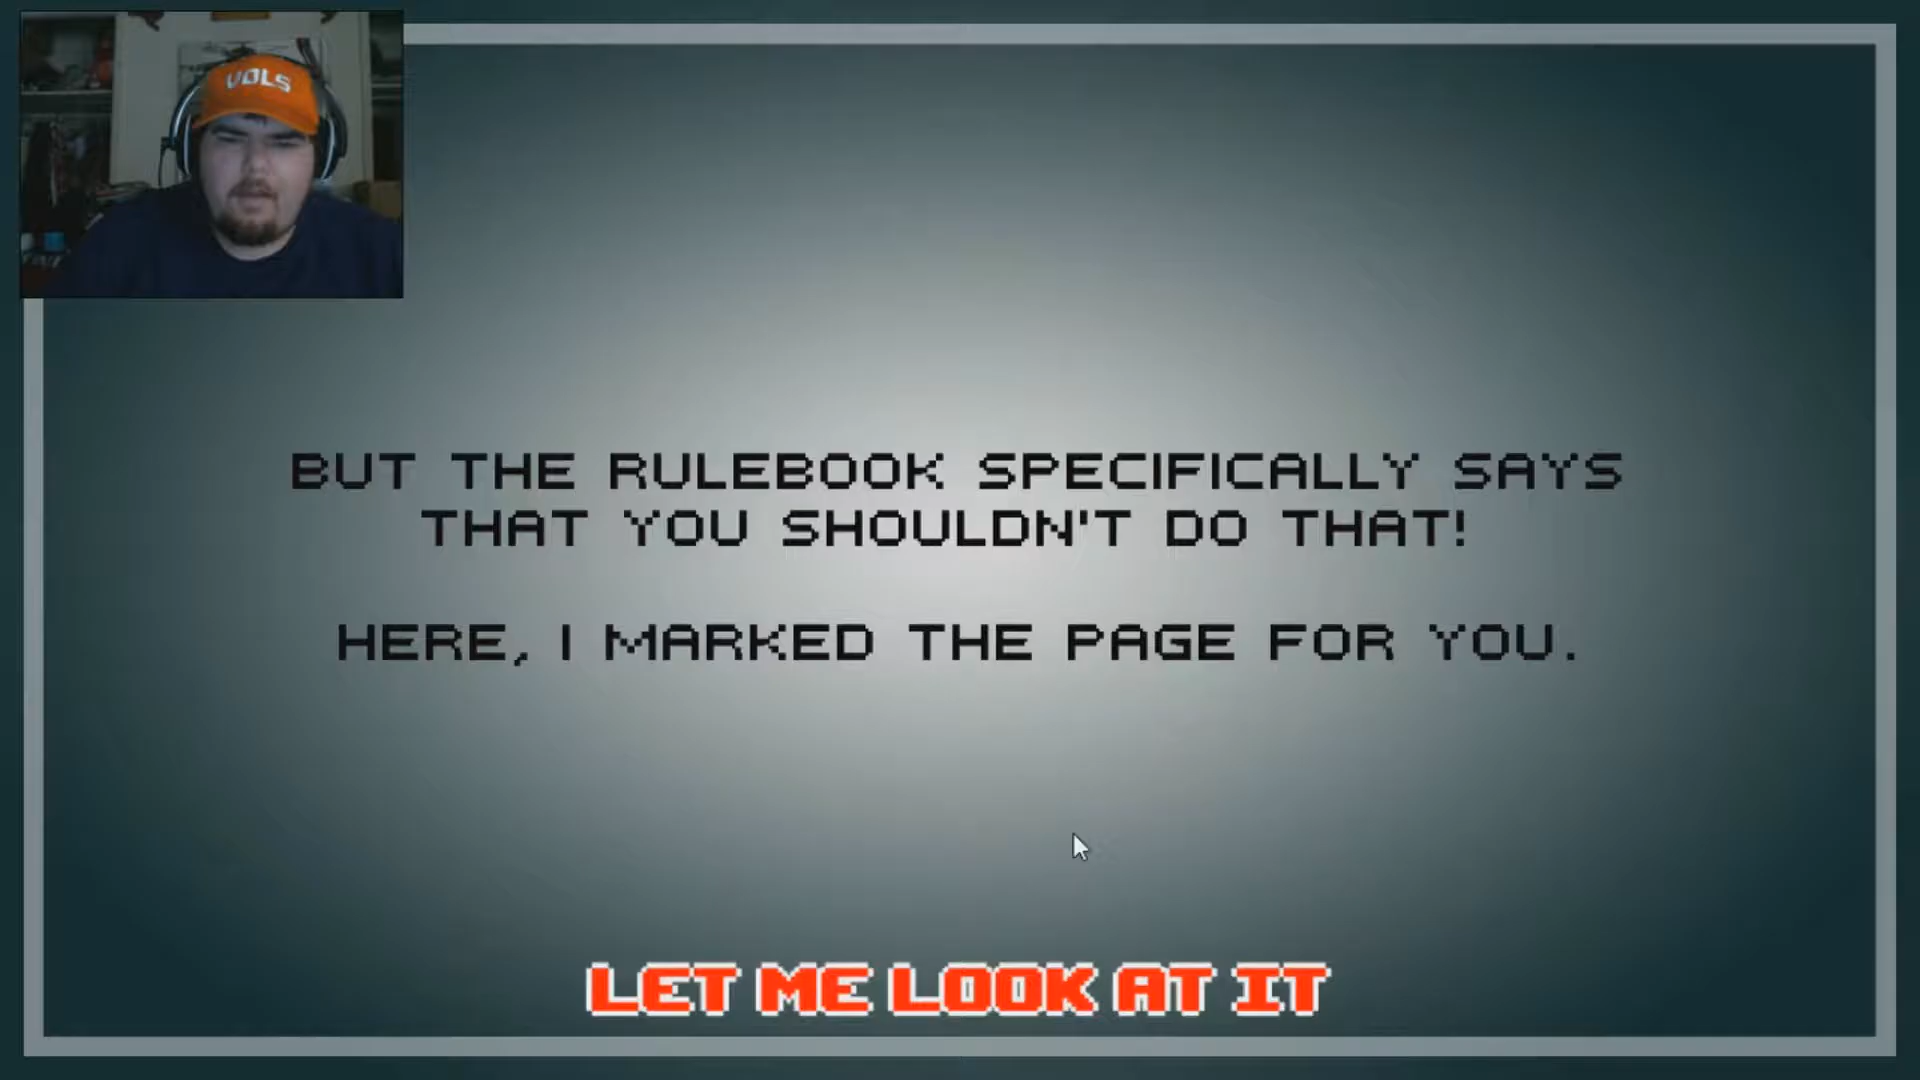 VOLS
BUT THE RULEBOOK SPECIFICALLY SAYS
THAT YOU SHOULDN'T DO THAT!
HERE, I MARKED THE PAGE FOR YOU.
LET ME LOOK AT IT